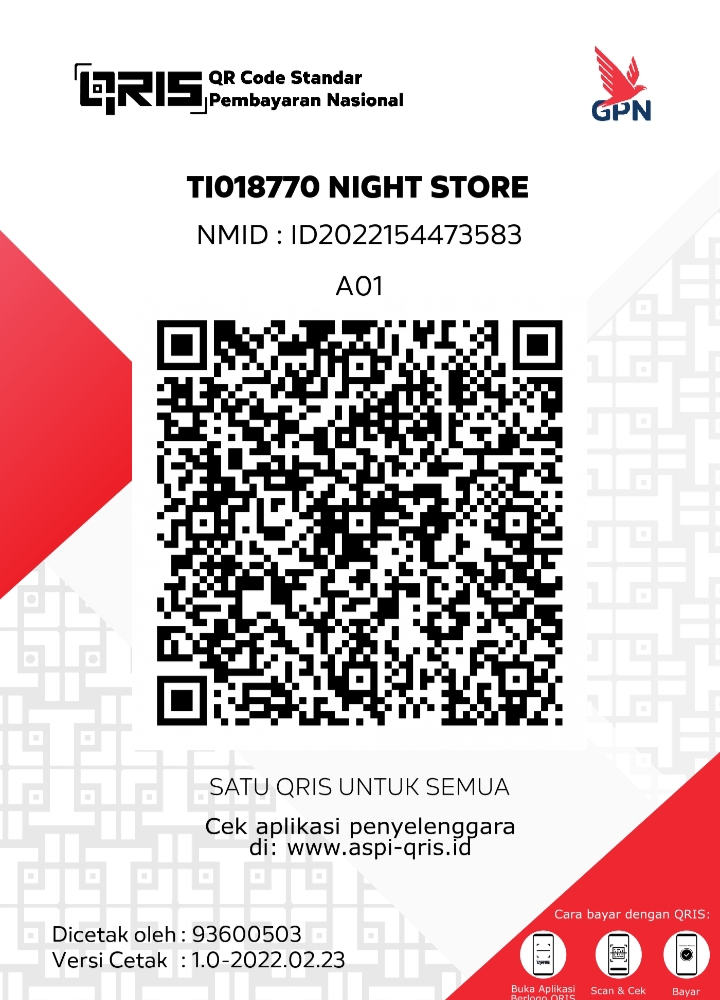 QRIS
QR Code Standar
Pembayaran Nasional
GPN
TI018770 NIGHT STORE
NMID : ID2022154473583
A01
SATU QRIS UNTUK SEMUA
Cek aplikasi penyelenggara
di: www.aspi-qris.id
Dicetak oleh : 93600503
Versi Cetak : 1.0-2022.02.23
Cara bayar dengan QRIS:
Buka Aplikasi
Berlogo QRIS
Scan & Cek
Bayar